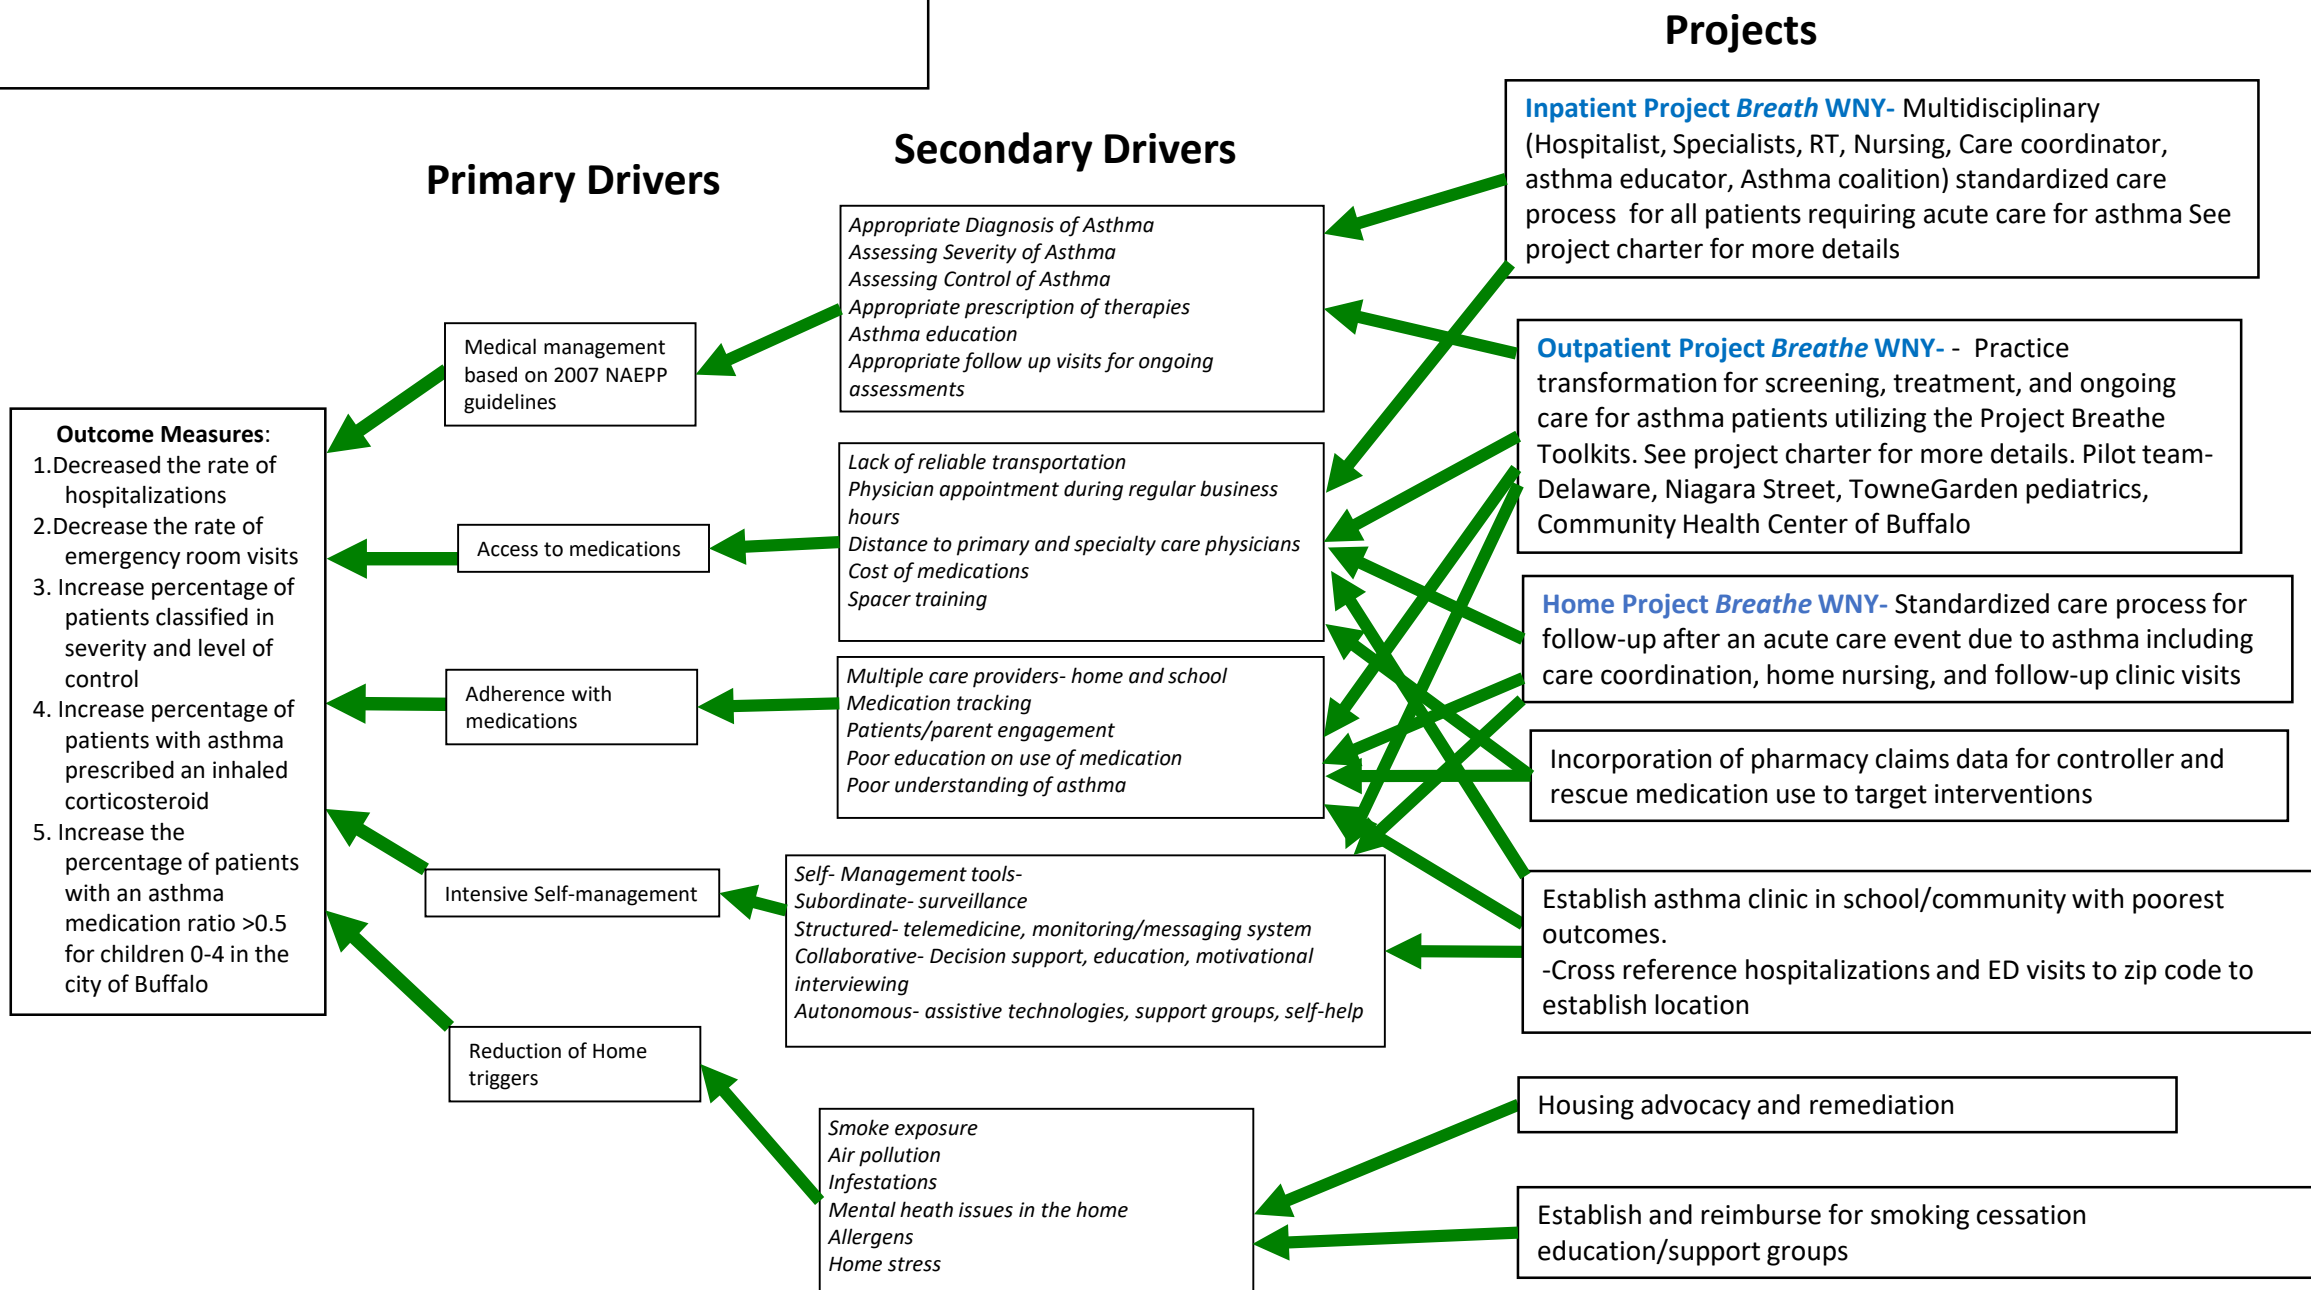 Projects
Secondary Drivers
Primary Drivers
Inpatient Project Breath WNY- Multidisciplinary
(Hospitalist, Specialists, RT, Nursing, Care coordinator,
asthma educator, Asthma coalition) standardized care
process for all patients requiring acute care for asthma See
project charter for more details
Outpatient Project Breathe WNY- - Practice
transformation for screening, treatment, and ongoing
care for asthma patients utilizing the Project Breathe
Toolkits. See project charter for more details. Pilot team-
Delaware, Niagara Street, TowneGarden pediatrics,
Community Health Center of Buffalo
Home Project Breathe WNY- Standardized care process for
follow-up after an acute care event due to asthma including
care coordination, home nursing, and follow-up clinic visits
Incorporation of pharmacy claims data for controller and
rescue medication use to target interventions
Establish asthma clinic in school/community with poorest
outcomes.
-Cross reference hospitalizations and ED visits to zip code to
establish location
Housing advocacy and remediation
Establish and reimburse for smoking cessation
education/support groups
Appropriate Diagnosis of Asthma
Assessing Severity of Asthma
Assessing Control of Asthma
Appropriate prescription of therapies
Asthma education
Appropriate follow up visits for ongoing
assessments
Lack of reliable transportation
Physician appointment during regular business
hours
Distance to primary and specialty care physicians
Cost of medications
Spacer training
Multiple care providers- home and school
Medication tracking
Patients/parent engagement
Poor education on use of medication
Poor understanding of asthma
Self- Management tools-
Subordinate- surveillance
Structured- telemedicine, monitoring/messaging system
Collaborative- Decision support, education, motivational
interviewing
Autonomous- assistive technologies, support groups, self-help
Smoke exposure
Air pollution
Infestations
Mental heath issues in the home
Allergens
Home stress
Medical management
based on 2007 NAEPP
guidelines
Access to medications
Adherence with
medications
Intensive Self-management
Reduction of Home
triggers
Outcome Measures:
1.Decreased the rate of
hospitalizations
2.Decrease the rate of
emergency room visits
3. Increase percentage of
patients classified in
severity and level of
control
4. Increase percentage of
patients with asthma
prescribed an inhaled
corticosteroid
5. Increase the
percentage of patients
with an asthma
medication ratio >0.5
for children 0-4 in the
city of Buffalo